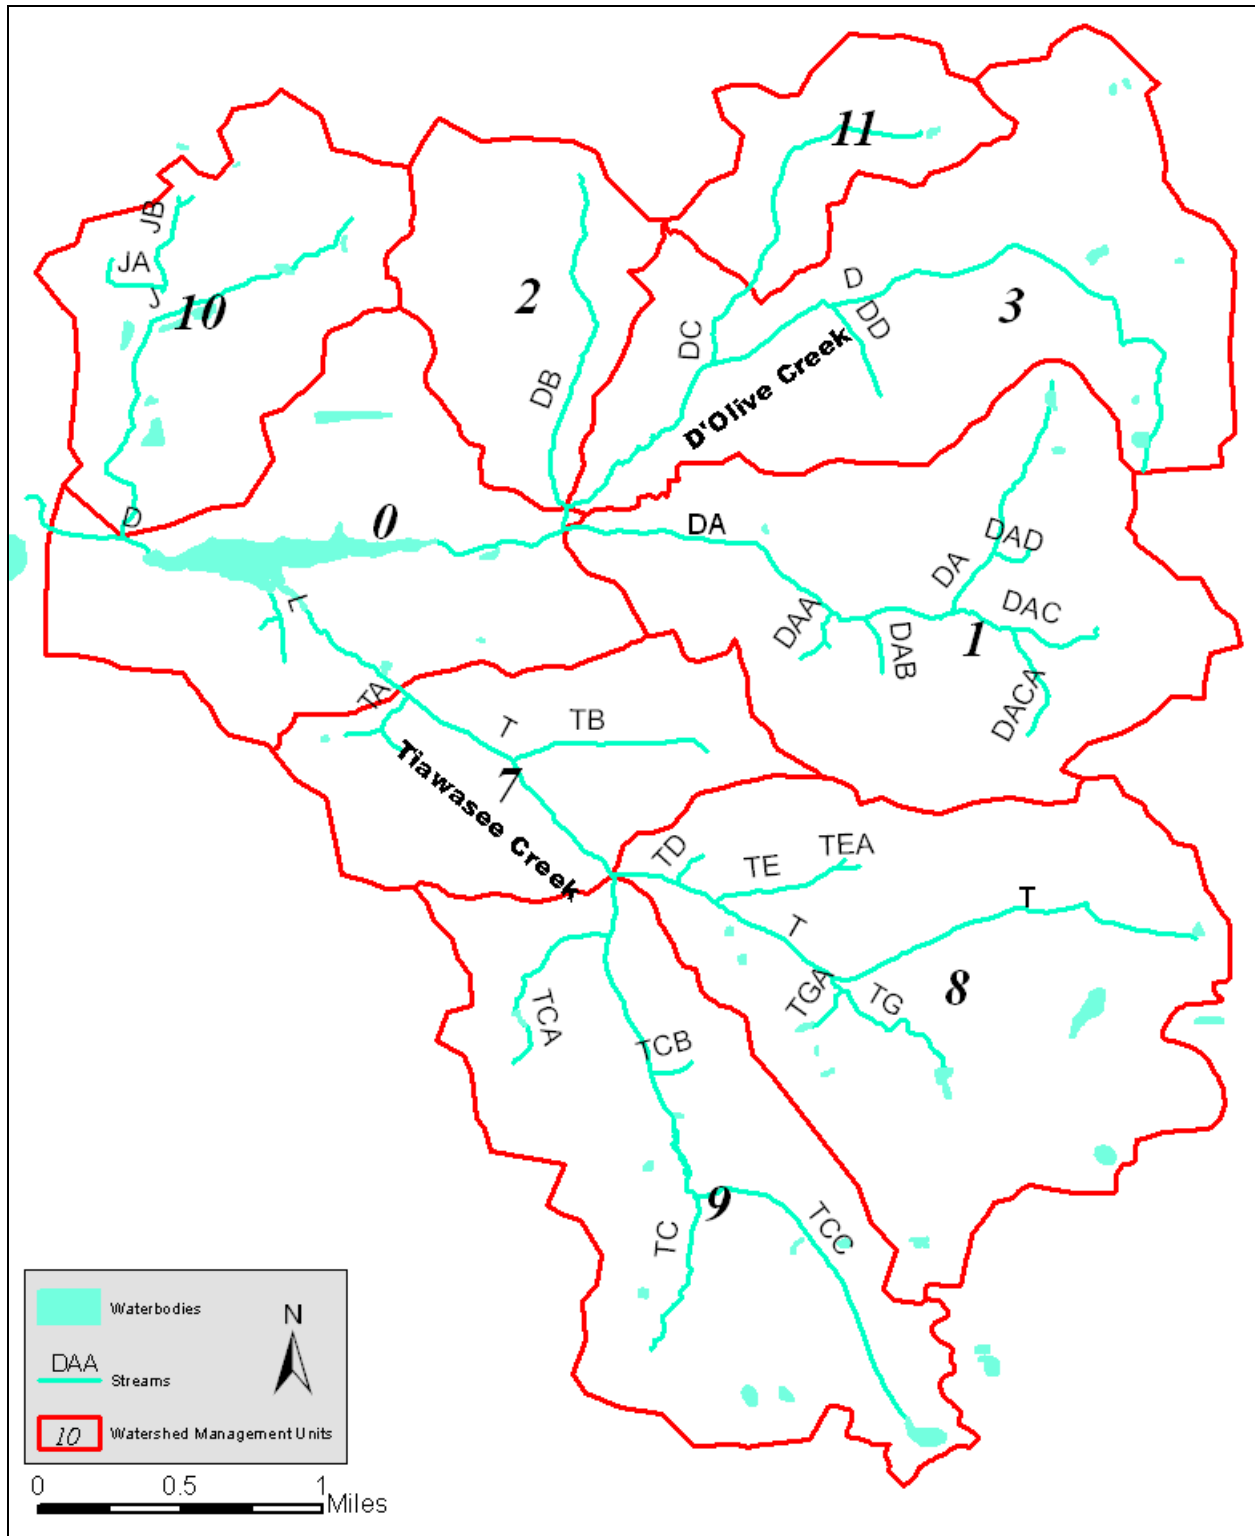 11
JB
JA
J
10
2
D
DD
3
DC
D'Olive Creek
DB
D
0
DA
DAD
DA
DAC
DAA
DAB
1
DACA
L
TA
T
TB
7
Tiawasee Creek
TD
TE
TEA
T
T
TGA
TG
8
TCA
TCB
9
TC
TCC
Waterbodies
N
DAA
Streams
10
Watershed Management Units
0 0.5 1
Miles